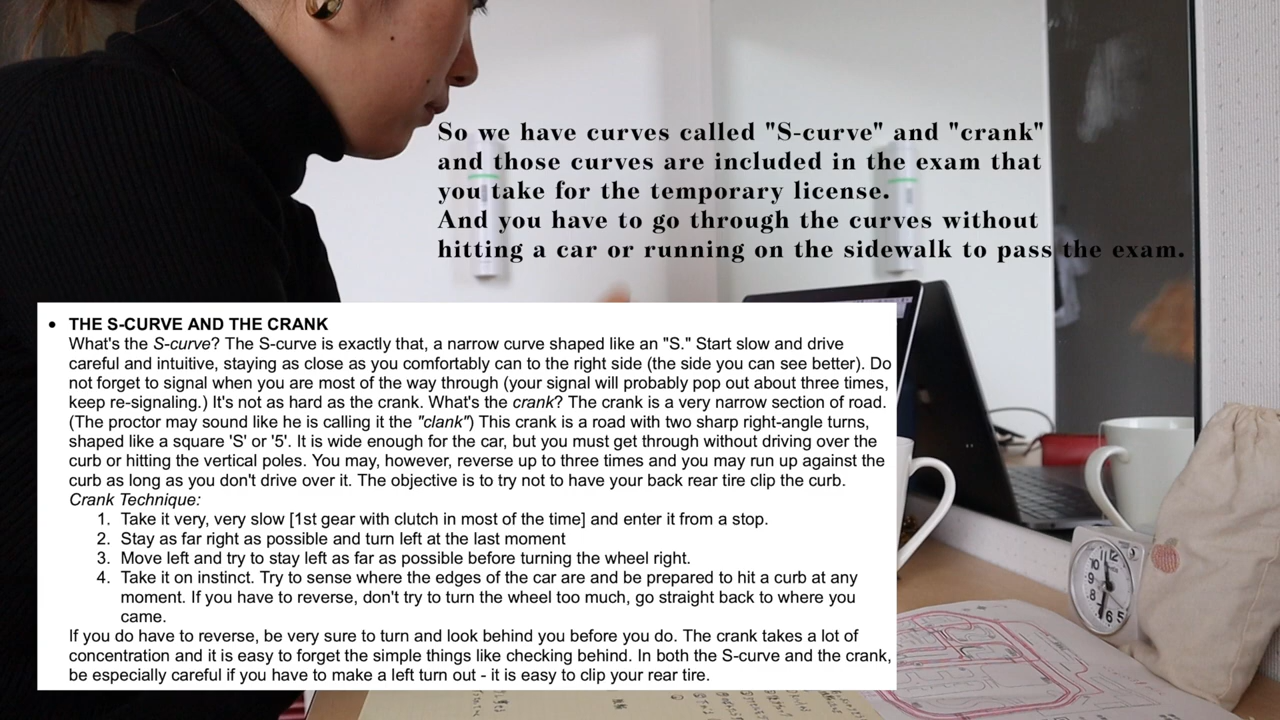 So we have curves called "S-curve" and "crank"
and those curves are included in the exam that
you take for the temporary license.
And you have to go through the curves without
hitting a car or running on the sidewalk to pass the exam.
• THE S-CURVE AND THE CRANK
What's the S-curve? The S-curve is exactly that, a narrow curve shaped like an "S." Start slow and drive
careful and intuitive, staying as close as you comfortably can to the right side (the side you can see better). Do
not forget to signal when you are most of the way through (your signal will probably pop out about three times,
keep re-signaling.) It's not as hard as the crank. What's the crank? The crank is a very narrow section of road.
(The proctor may sound like he is calling it the "clank") This crank is a road with two sharp right-angle turns,
shaped like a square 'S' or '5'. It is wide enough for the car, but you must get through without driving over the
curb or hitting the vertical poles. You may, however, reverse up to three times and you may run up against the
curb as long as you don't drive over it. The objective is to try not to have your back rear tire clip the curb.
Crank Technique:
1. Take it very, very slow [1st gear with clutch in most of the time] and enter it from a stop.
2. Stay as far right as possible and turn left at the last moment
3. Move left and try to stay left as far as possible before turning the wheel right.
4. Take it on instinct. Try to sense where the edges of the car are and be prepared to hit a curb at any
moment. If you have to reverse, don't try to turn the wheel too much, go straight back to where you
came.
If you do have to reverse, be very sure to turn and look behind you before you do. The crank takes a lot of
concentration and it is easy to forget the simple things like checking behind. In both the S-curve and the crank,
be especially careful if you have to make a left turn out - it is easy to clip your rear tire.